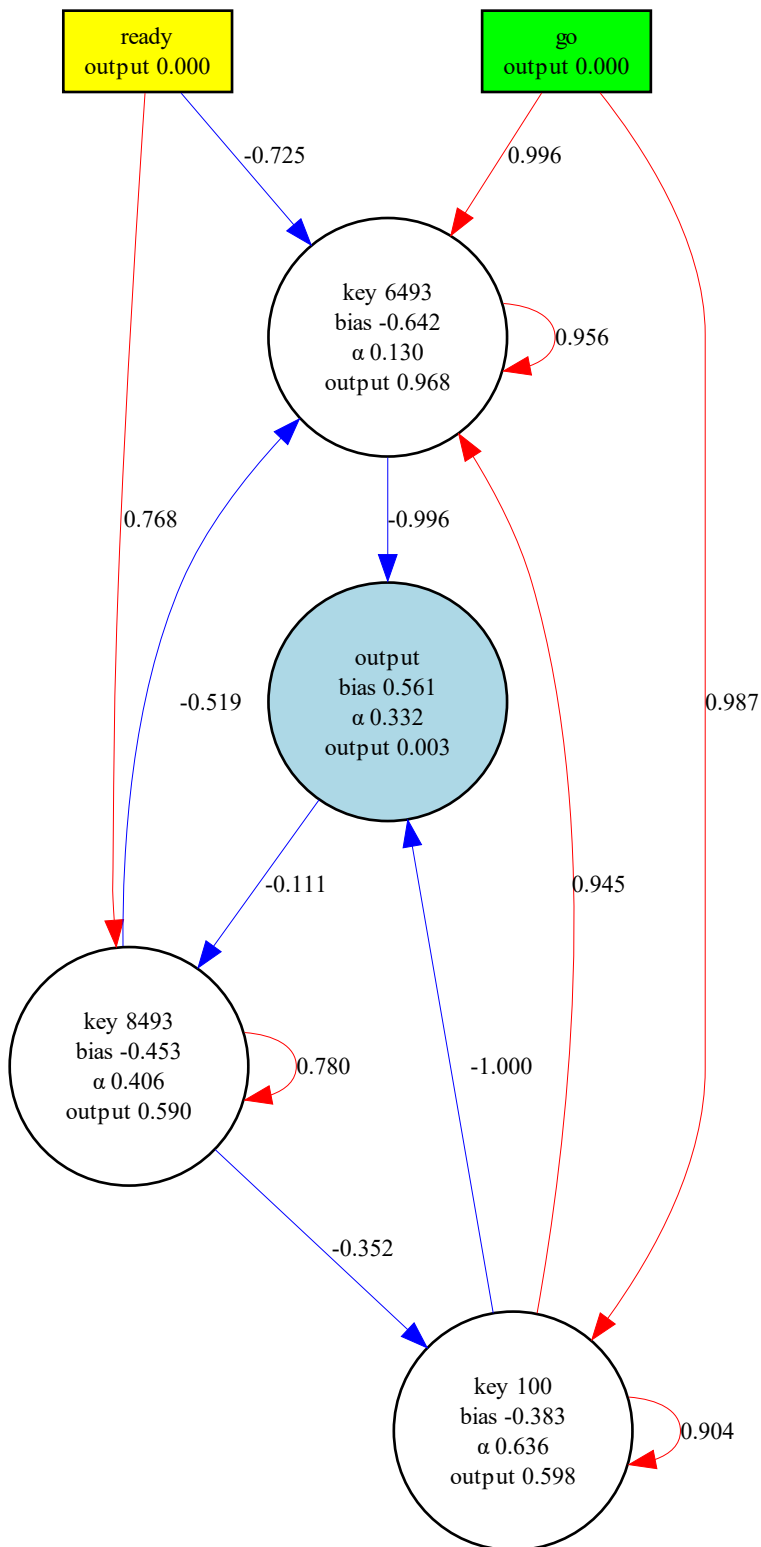 ready
output 0.000
go
output 0.000
-0.725
0.996
key 6493
bias -0.642
α 0.130
output 0.968
0.956
0.768
-0.996
-0.519
output
bias 0.561
α 0.332
output 0.003
0.987
-0.111
0.945
key 8493
bias -0.453
α 0.406
output 0.590
0.780
-1.000
-0.352
key 100
bias -0.383
α 0.636
output 0.598
0.904